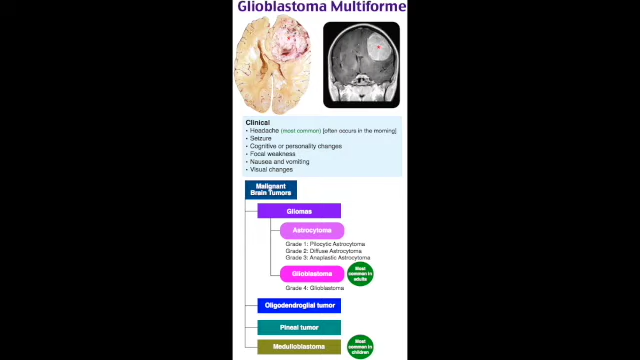 Glioblastoma Multiforme
Clinical
• Headache (most common) [often occurs in the morning]
• Seizure
• Cognitive or personality changes
• Focal weakness
• Nausea and vomiting
• Visual changes
Malignant
Brain Tumors
Gliomas
Astrocytoma
Grade 1: Pilocytic Astrocytoma
Grade 2: Diffuse Astrocytoma
Grade 3: Anaplastic Astrocytoma
Glioblastoma
Most
common in
adults
Grade 4: Glioblastoma
Oligodendroglial tumor
Pineal tumor
Medulloblastoma
Most
common in
children